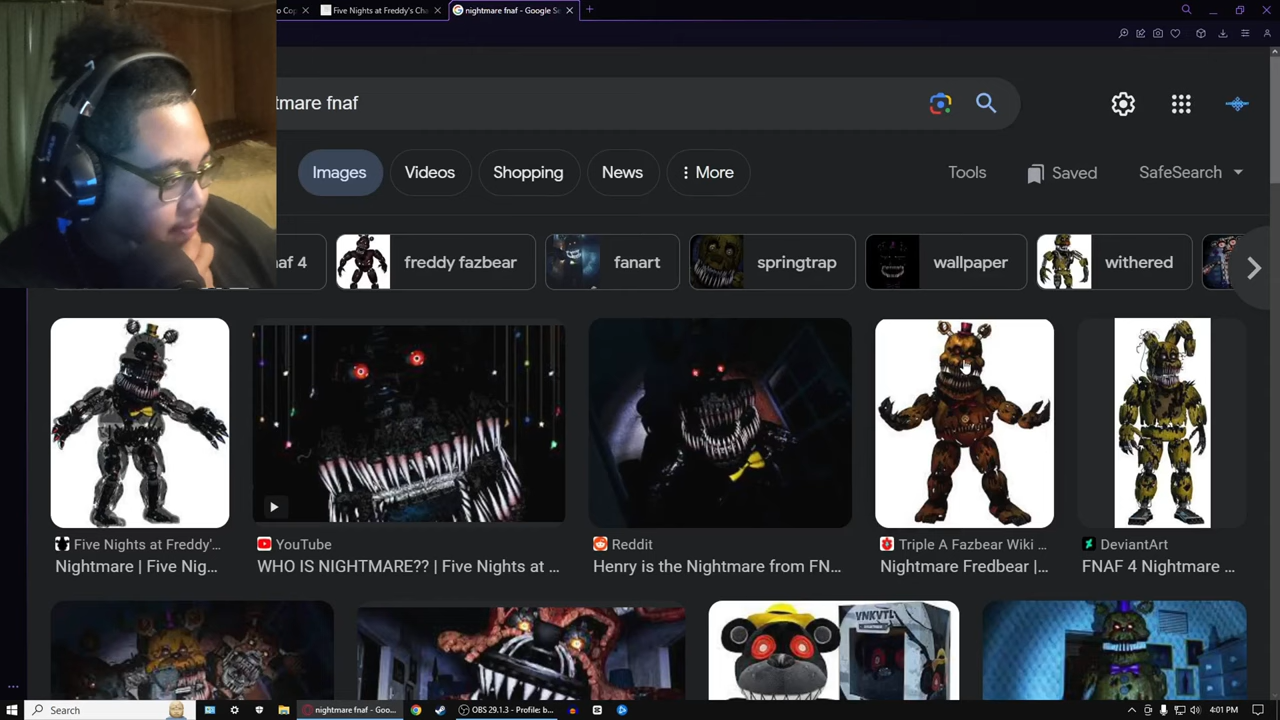 o Co
Five Nights at Freddy's Cha
nightmare fnaf - Google Se
tmare fnaf
Images
Videos
Shopping
News
More
Tools
Saved
SafeSearch
af 4
freddy fazbear
fanart
springtrap
wallpaper
withered
Five Nights at Freddy'...
Nightmare | Five Nig...
YouTube
WHO IS NIGHTMARE?? | Five Nights at ...
Reddit
Henry is the Nightmare from FN...
Triple A Fazbear Wiki ...
Nightmare Fredbear |...
DeviantArt
FNAF 4 Nightmare ...
Search
nightmare fnaf - Goo...
OBS 29.1.3 - Profile: b...
4:01 PM